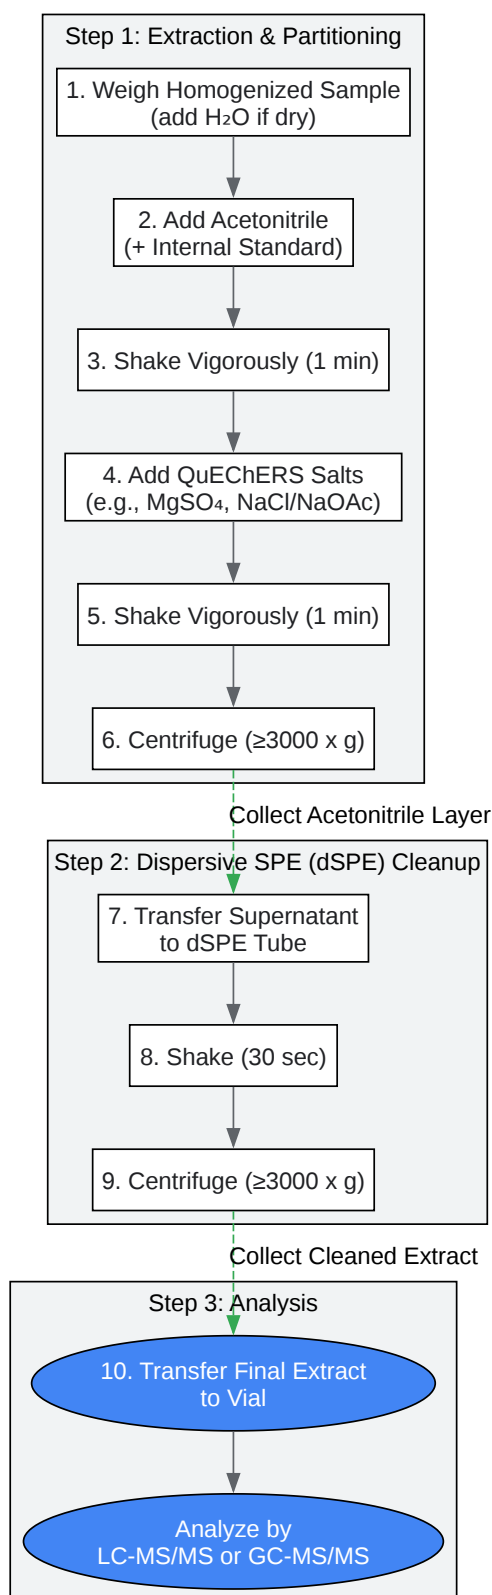 Step 1: Extraction & Partitioning
1. Weigh Homogenized Sample
(add H₂O if dry)
2. Add Acetonitrile
(+ Internal Standard)
3. Shake Vigorously (1 min)
4. Add QuEChERS Salts
(e.g., MgSO₄, NaCl/NaOAc)
5. Shake Vigorously (1 min)
6. Centrifuge (≥3000 x g)
Collect Acetonitrile Layer
Step 2: Dispersive SPE (dSPE) Cleanup
7. Transfer Supernatant
to dSPE Tube
8. Shake (30 sec)
9. Centrifuge (≥3000 x g)
Collect Cleaned Extract
Step 3: Analysis
10. Transfer Final Extract
to Vial
Analyze by
LC-MS/MS or GC-MS/MS